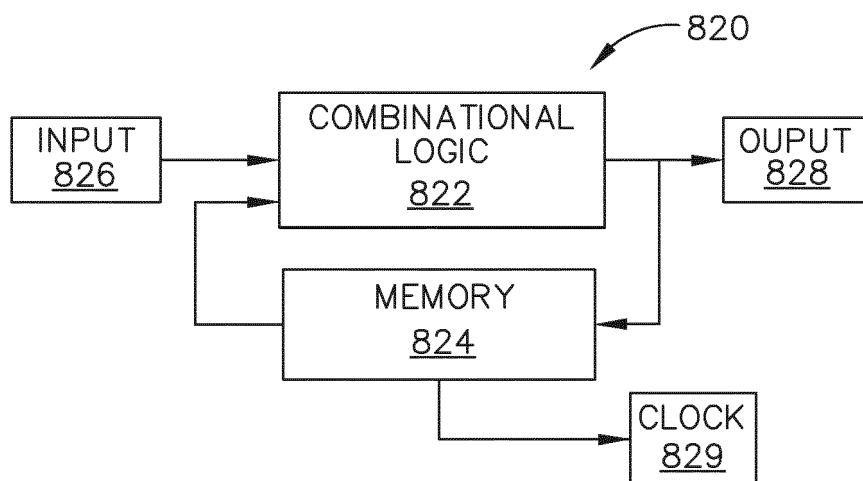 820
INPUT
826
COMBINATIONAL
LOGIC
822
OUPUT
828
MEMORY
824
CLOCK
829